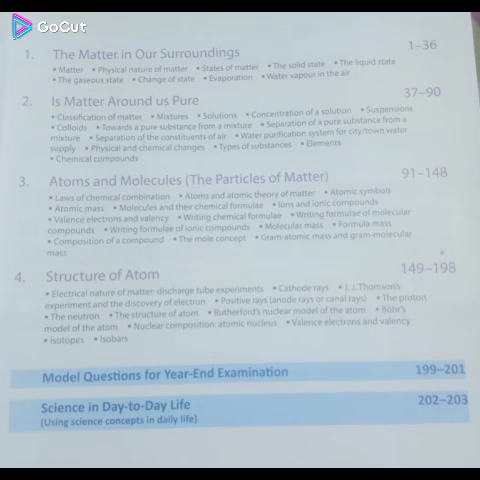 GoCut
1. The Matter in Our Surroundings 1–36
• Matter • Physical nature of matter • States of matter • The solid state • The liquid state
• The gaseous state • Change of state • Evaporation • Water vapour in the air
2. Is Matter Around us Pure 37–90
• Classification of matter • Mixtures • Solutions • Concentration of a solution • Suspensions
• Colloids • Towards a pure substance from a mixture • Separation of a pure substance from a
mixture • Separation of the constituents of air • Water purification system for city/town water
supply • Physical and chemical changes • Types of substances • Elements
• Chemical compounds
3. Atoms and Molecules (The Particles of Matter) 91–148
• Laws of chemical combination • Atoms and atomic theory of matter • Atomic symbols
• Atomic mass • Molecules and their chemical formulae • Ions and ionic compounds
• Valence electrons and valency • Writing chemical formulae • Writing formulae of molecular
compounds • Writing formulae of ionic compounds • Molecular mass • Formula mass
• Composition of a compound • The mole concept • Gram-atomic mass and gram-molecular
mass
4. Structure of Atom 149–198
• Electrical nature of matter: discharge tube experiments • Cathode rays • J. J. Thomson's
experiment and the discovery of electron • Positive rays (anode rays or canal rays) • The proton
• The neutron • The structure of atom • Rutherford's nuclear model of the atom • Bohr's
model of the atom • Nuclear composition: atomic nucleus • Valence electrons and valency
• Isotopes • Isobars
Model Questions for Year-End Examination 199–201
Science in Day-to-Day Life 202–203
(Using science concepts in daily life)